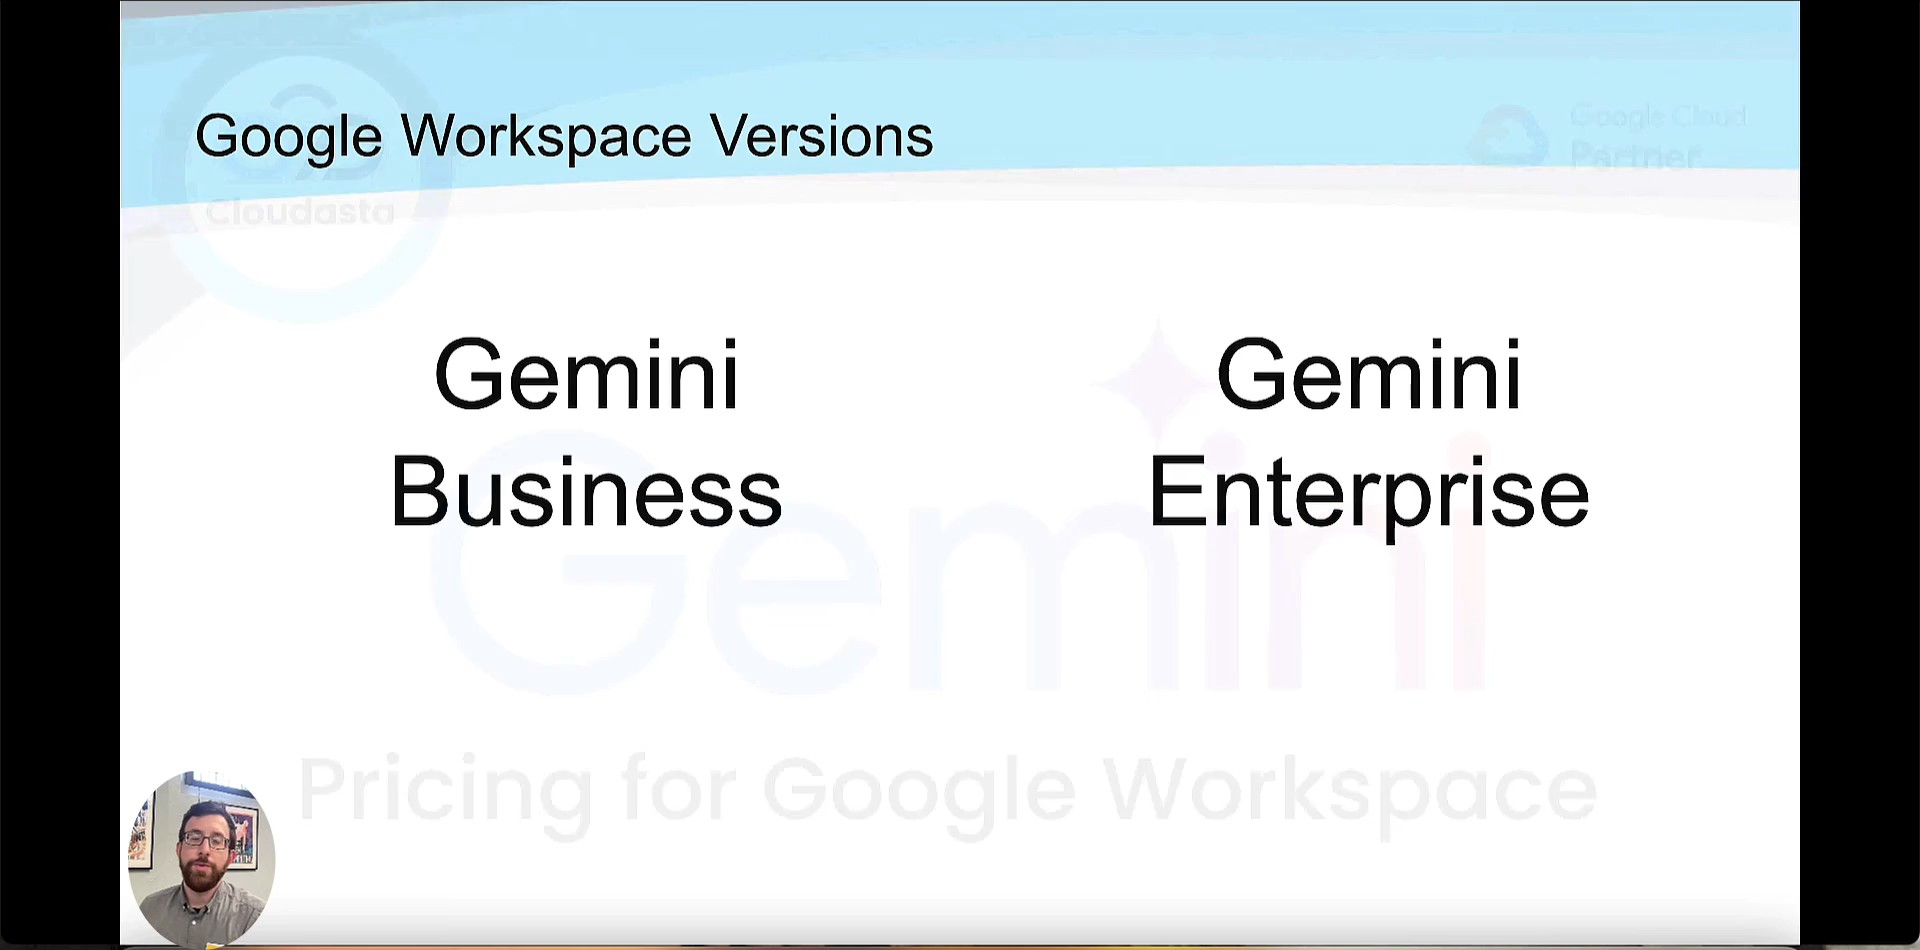 Google Workspace Versions
Cloudasta
Google Cloud
Partner
Gemini
Business
Gemini
Enterprise
Gemini
Pricing for Google Workspace